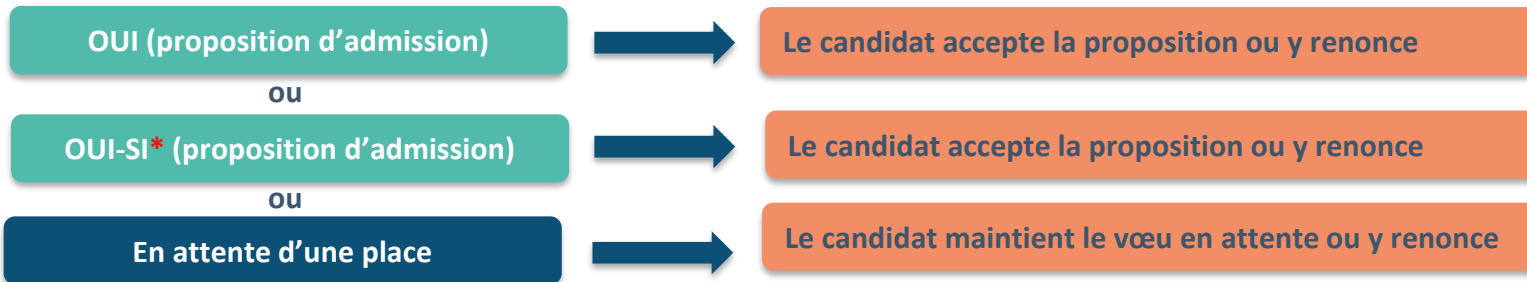 OUI (proposition d’admission)
Le candidat accepte la proposition ou y renonce
ou
OUI-SI* (proposition d’admission)
Le candidat accepte la proposition ou y renonce
ou
En attente d’une place
Le candidat maintient le vœu en attente ou y renonce